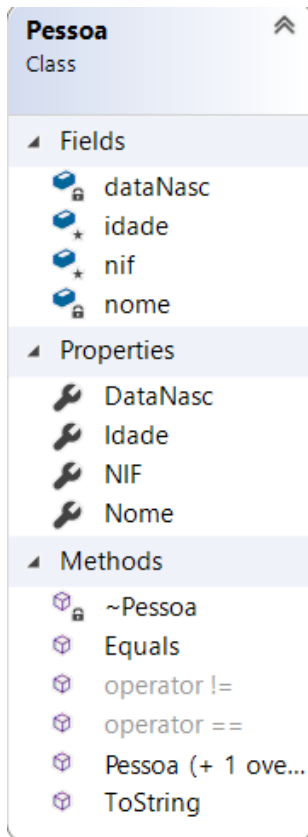 Pessoa
Class
Fields
dataNasc
idade
nif
nome
Properties
DataNasc
Idade
NIF
Nome
Methods
~Pessoa
Equals
operator !=
operator ==
Pessoa (+ 1 ove...
ToString